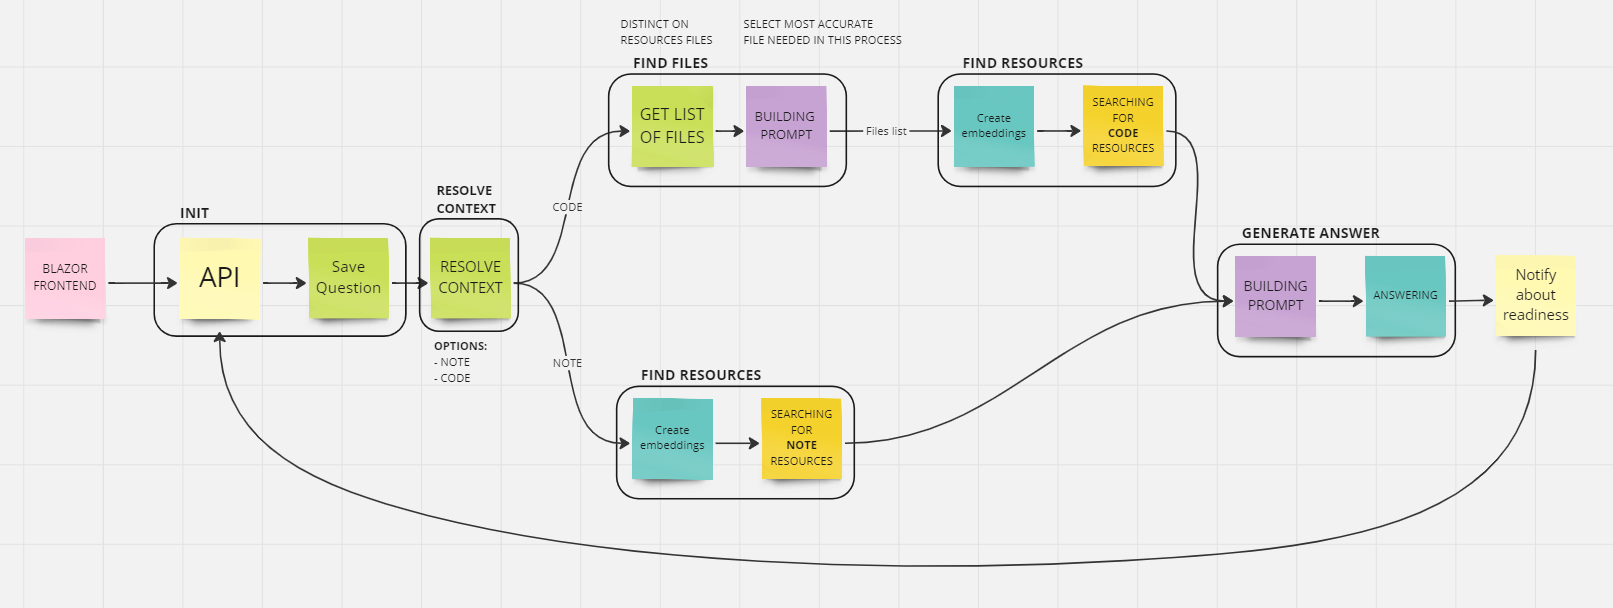 DISTINCT ON
RESOURCES FILES
SELECT MOST ACCURATE
FILE NEEDED IN THIS PROCESS
FIND FILES
GET LIST
OF FILES
BUILDING
PROMPT
Files list
FIND RESOURCES
Create
embeddings
SEARCHING
FOR
CODE
RESOURCES
RESOLVE
CONTEXT
INIT
BLAZOR
FRONTEND
API
Save
Question
RESOLVE
CONTEXT
OPTIONS:
- NOTE
- CODE
CODE
NOTE
FIND RESOURCES
Create
embeddings
SEARCHING
FOR
NOTE
RESOURCES
GENERATE ANSWER
BUILDING
PROMPT
ANSWERING
Notify
about
readiness